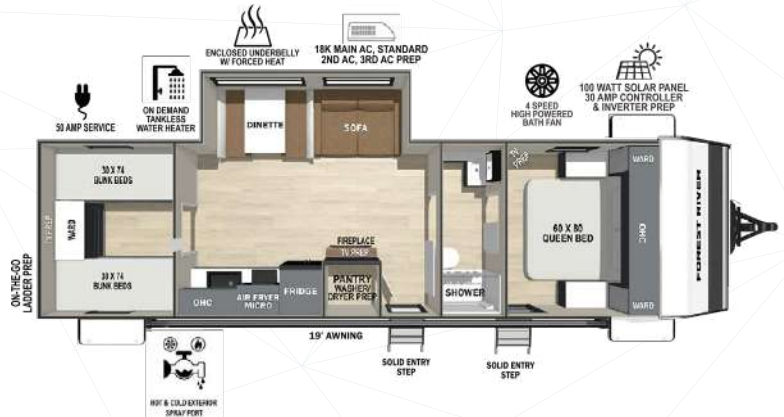 ENCLOSED UNDERBELLY
W/ FORCED HEAT
18K MAIN AC, STANDARD
2ND AC, 3RD AC PREP
50 AMP SERVICE
ON DEMAND
TANKLESS
WATER HEATER
4 SPEED
HIGH POWERED
BATH FAN
100 WATT SOLAR PANEL
30 AMP CONTROLLER
& INVERTER PREP
DINETTE
SOFA
30 X 74
BUNK BEDS
TV PREP
WARD
30 X 74
BUNK BEDS
ON-THE-GO
LADDER PREP
FIREPLACE
TV PREP
PANTRY
WASHER/
DRYER PREP
FRIDGE
AIR FRYER
MICRO
OHC
SHOWER
TV PREP
60 X 80
QUEEN BED
WARD
OHC
WARD
FOREST RIVER
19' AWNING
SOLID ENTRY
STEP
SOLID ENTRY
STEP
HOT & COLD EXTERIOR
SPRAY PORT